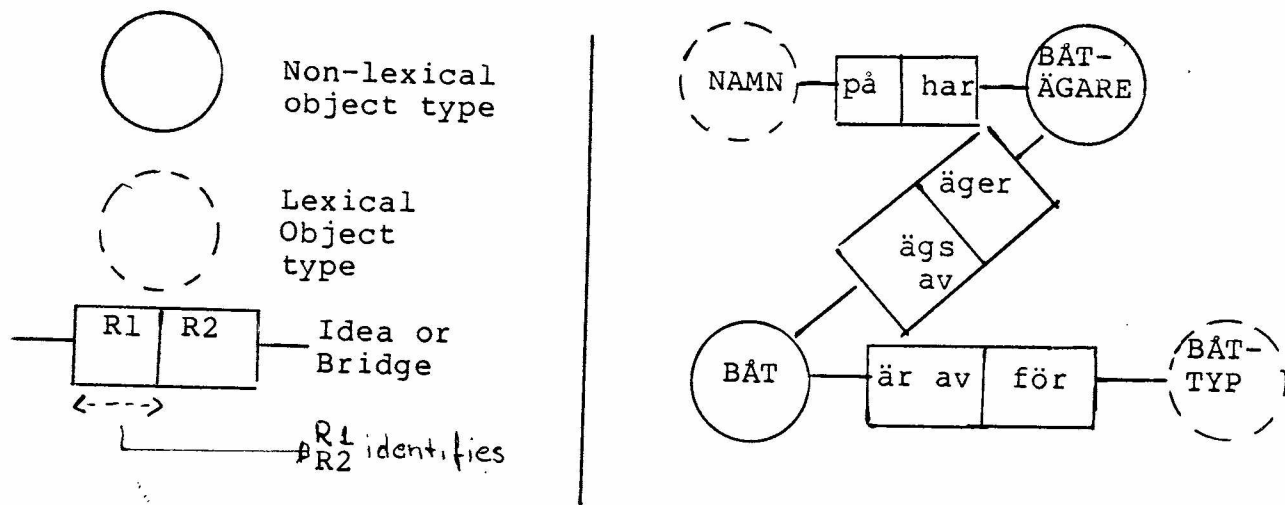 Non-lexical
object type
Lexical
Object
type
R1 R2
Idea or
Bridge
R1
R2 identifies
NAMN
på har
BÅT-
ÄGARE
äger
ägs
av
BÅT
är av för
BÅT-
TYP